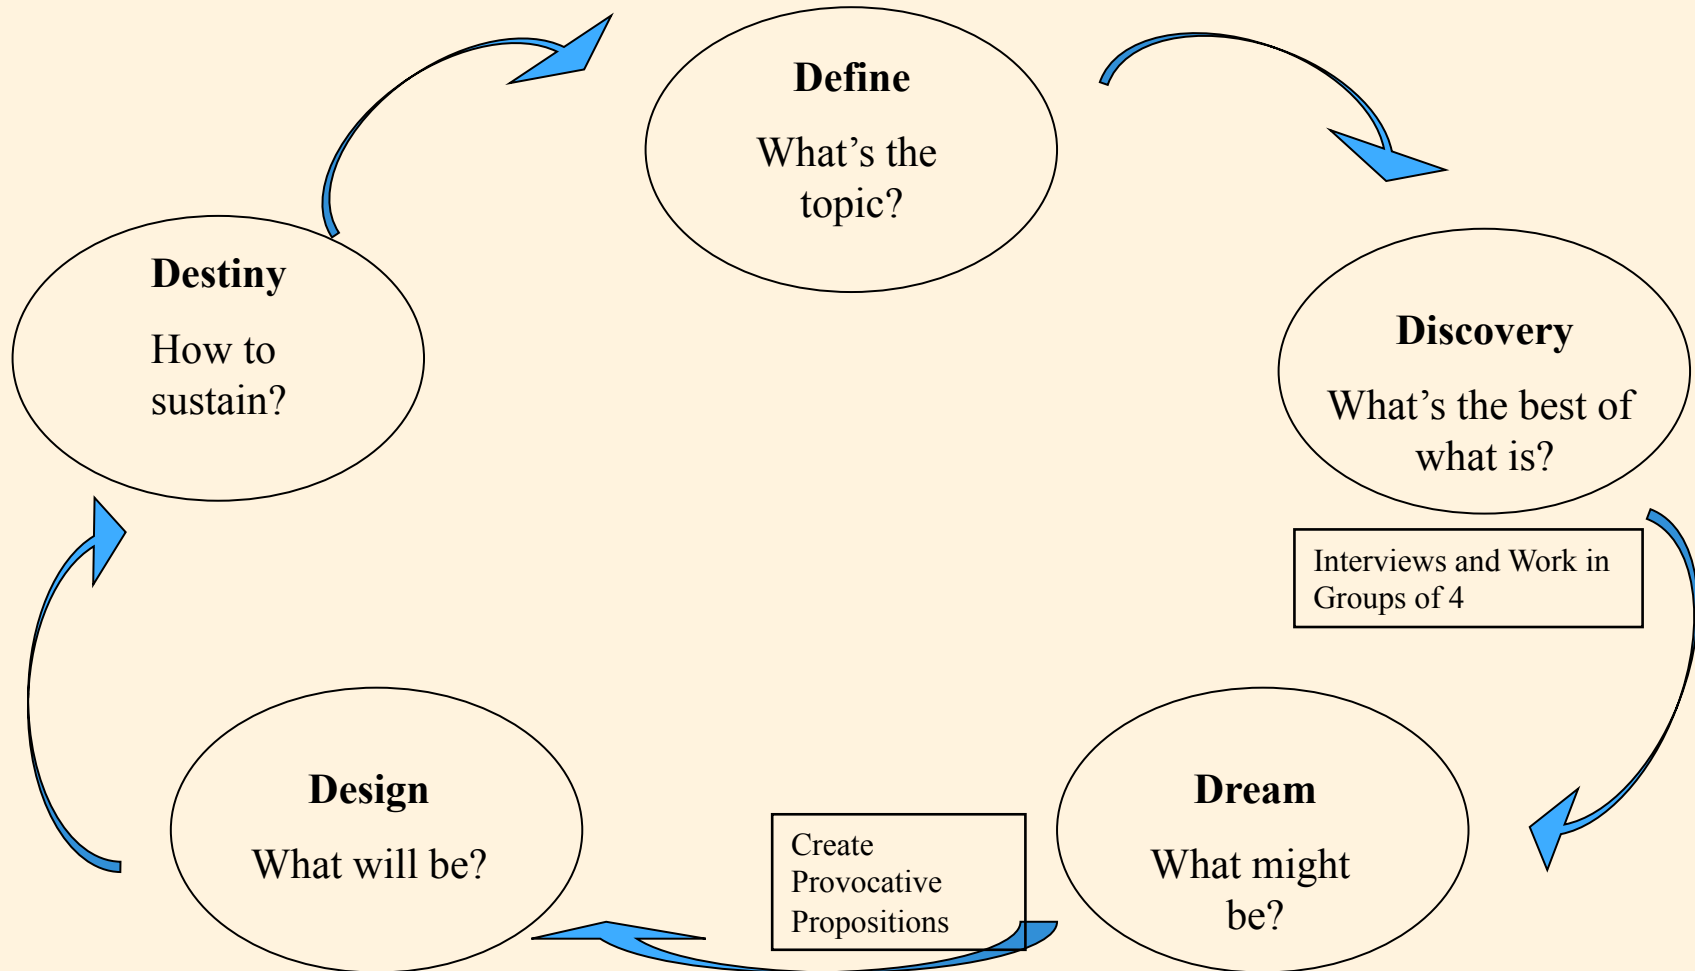 Define
What’s the
topic?
Discovery
What’s the best of
what is?
Interviews and Work in
Groups of 4
Dream
What might
be?
Create
Provocative
Propositions
Design
What will be?
Destiny
How to
sustain?